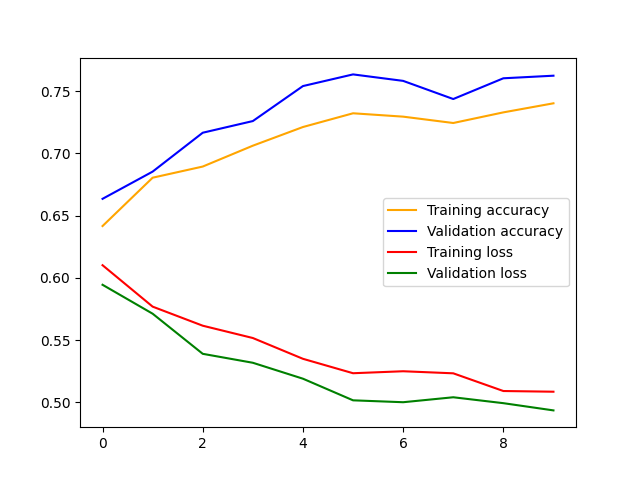 0.75
0.70
0.65
0.60
0.55
0.50
Training accuracy
Validation accuracy
Training loss
Validation loss
0 2 4 6 8